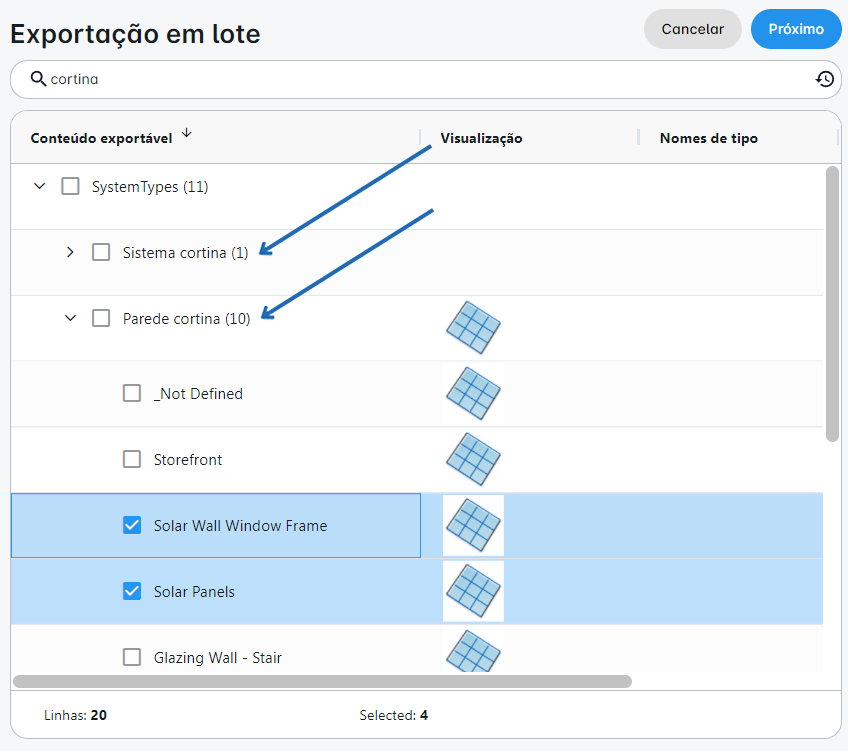 Exportação em lote
Cancelar
Próximo
cortina
Conteúdo exportável
Visualização
Nomes de tipo
SystemTypes (11)
Sistema cortina (1)
Parede cortina (10)
_Not Defined
Storefront
Solar Wall Window Frame
Solar Panels
Glazing Wall - Stair
Linhas: 20
Selected: 4